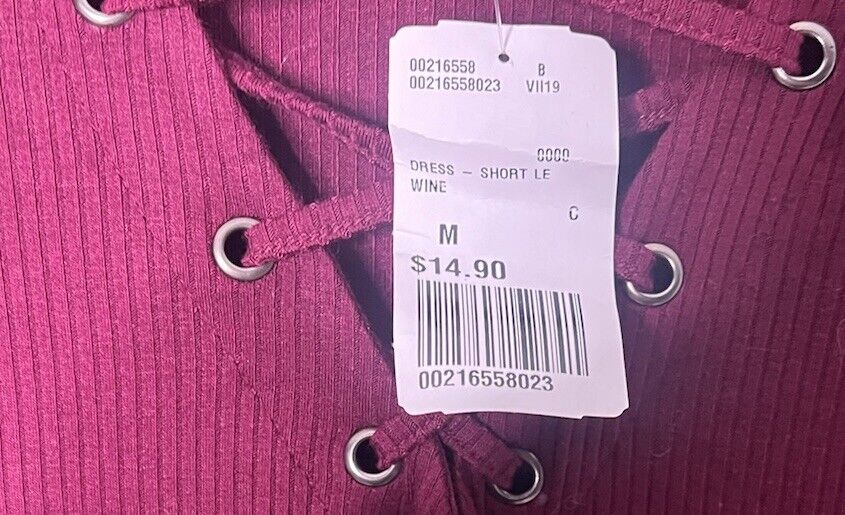 00216558 B
00216558023 VII19
0000
DRESS – SHORT LE
WINE
C
M
$14.90
00216558023